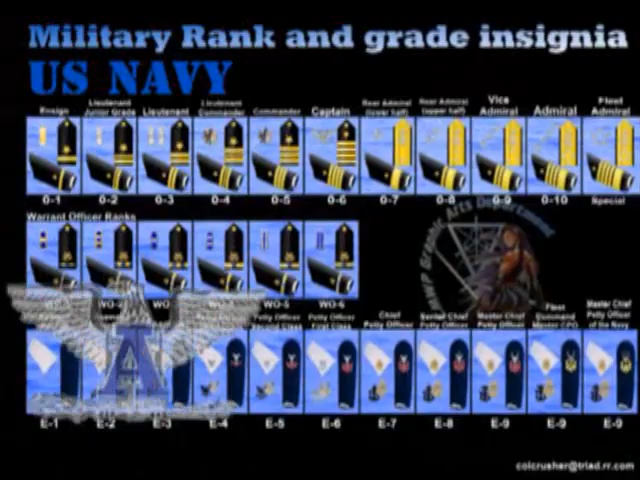 Military Rank and grade insignia
US NAVY
Ensign Lieutenant Junior Grade Lieutenant Lieutenant Commander Commander Captain Rear Admiral (lower half) Rear Admiral (upper half) Vice Admiral Admiral Fleet Admiral
O-1 O-2 O-3 O-4 O-5 O-6 O-7 O-8 O-9 O-10 Special
Warrant Officer Ranks
Graphic Arts Department
WO-5 WO-6
Petty Officer Second Class Petty Officer First Class Chief Petty Officer Senior Chief Petty Officer Master Chief Petty Officer Fleet Command Master CPO Master Chief Petty Officer of the Navy
E-1 E-3 E-4 E-5 E-6 E-7 E-8 E-9 E-9 E-9
colcrusher@triad.rr.com